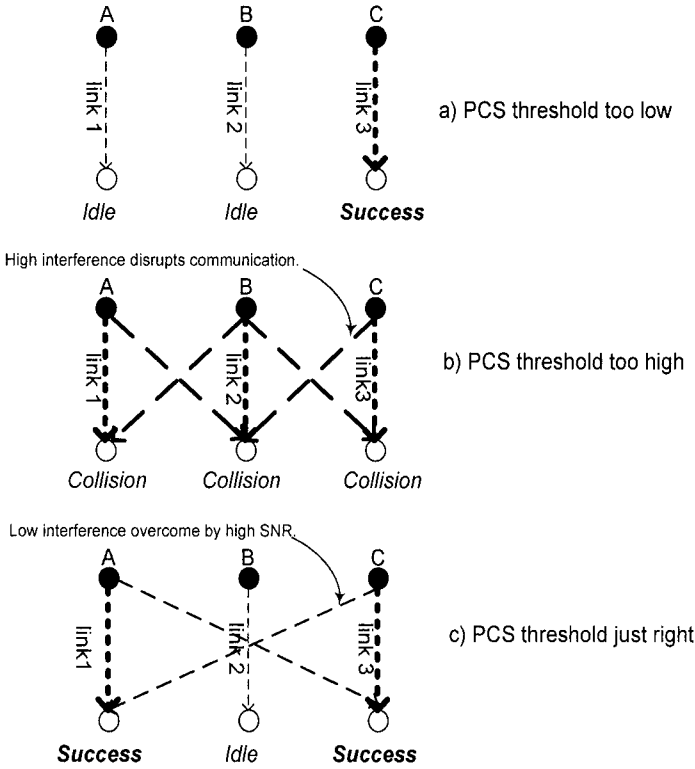 A B C
link 1 link 2 link 3
a) PCS threshold too low
Idle Idle Success
High interference disrupts communication.
A B C
link 1 link 2 link3
b) PCS threshold too high
Collision Collision Collision
Low interference overcome by high SNR.
A B C
link1 link 2 link 3
c) PCS threshold just right
Success Idle Success